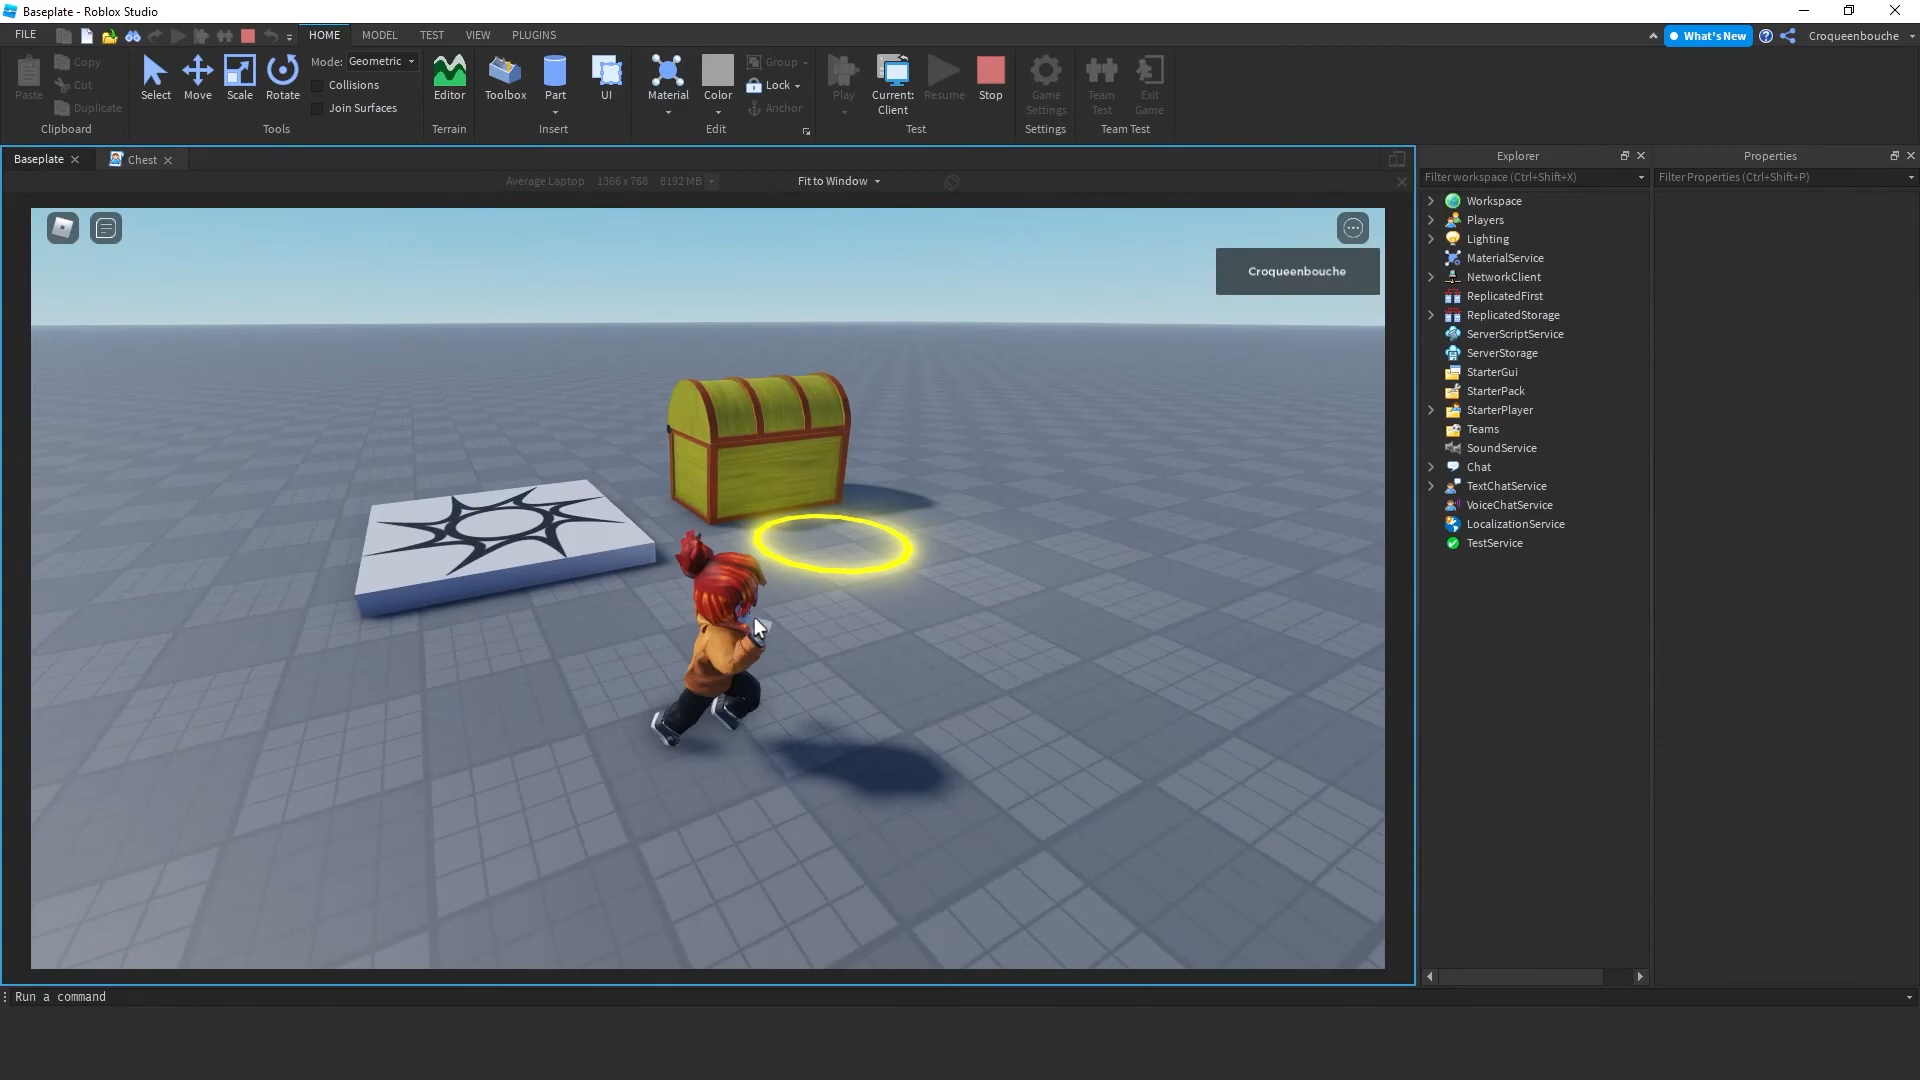 Baseplate - Roblox Studio
FILE HOME MODEL TEST VIEW PLUGINS What's New Croqueenbouche
Paste Copy Cut Duplicate
Clipboard
Select Move Scale Rotate
Mode: Geometric
Collisions
Join Surfaces
Tools
Editor
Terrain
Toolbox Part UI
Insert
Material Color Group Lock Anchor
Edit
Play Current: Client Resume Stop
Test
Game Settings
Settings
Team Test Exit Game
Team Test
Baseplate Chest
Average Laptop 1366 x 768 8192 MB Fit to Window
Croqueenbouche
Explorer
Filter workspace (Ctrl+Shift+X)
Workspace
Players
Lighting
MaterialService
NetworkClient
ReplicatedFirst
ReplicatedStorage
ServerScriptService
ServerStorage
StarterGui
StarterPack
StarterPlayer
Teams
SoundService
Chat
TextChatService
VoiceChatService
LocalizationService
TestService
Properties
Filter Properties (Ctrl+Shift+P)
Run a command